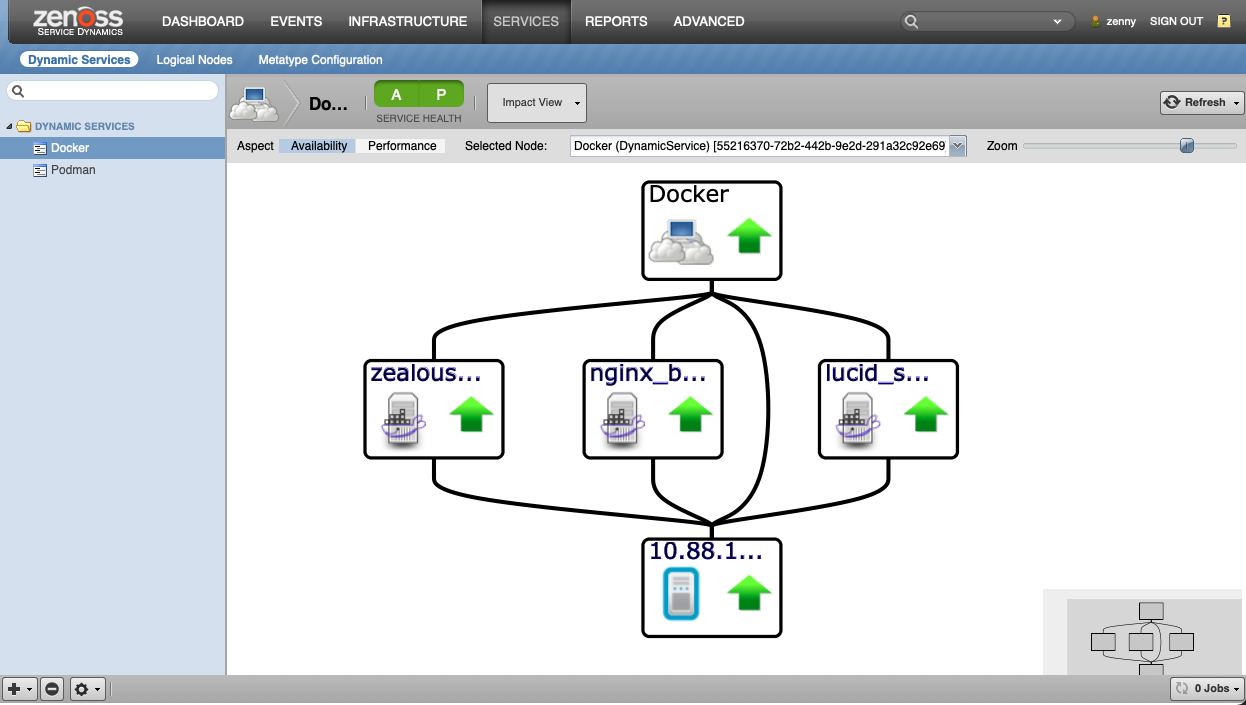 zenoss
SERVICE DYNAMICS
DASHBOARD EVENTS INFRASTRUCTURE SERVICES REPORTS ADVANCED
zenny SIGN OUT ?
Dynamic Services Logical Nodes Metatype Configuration
Do...
A P
SERVICE HEALTH
Impact View
Refresh
DYNAMIC SERVICES
Docker
Podman
Aspect Availability Performance Selected Node: Docker (DynamicService) [55216370-72b2-442b-9e2d-291a32c92e69 Zoom
Docker
zealous... nginx_b... lucid_s...
10.88.1...
0 Jobs